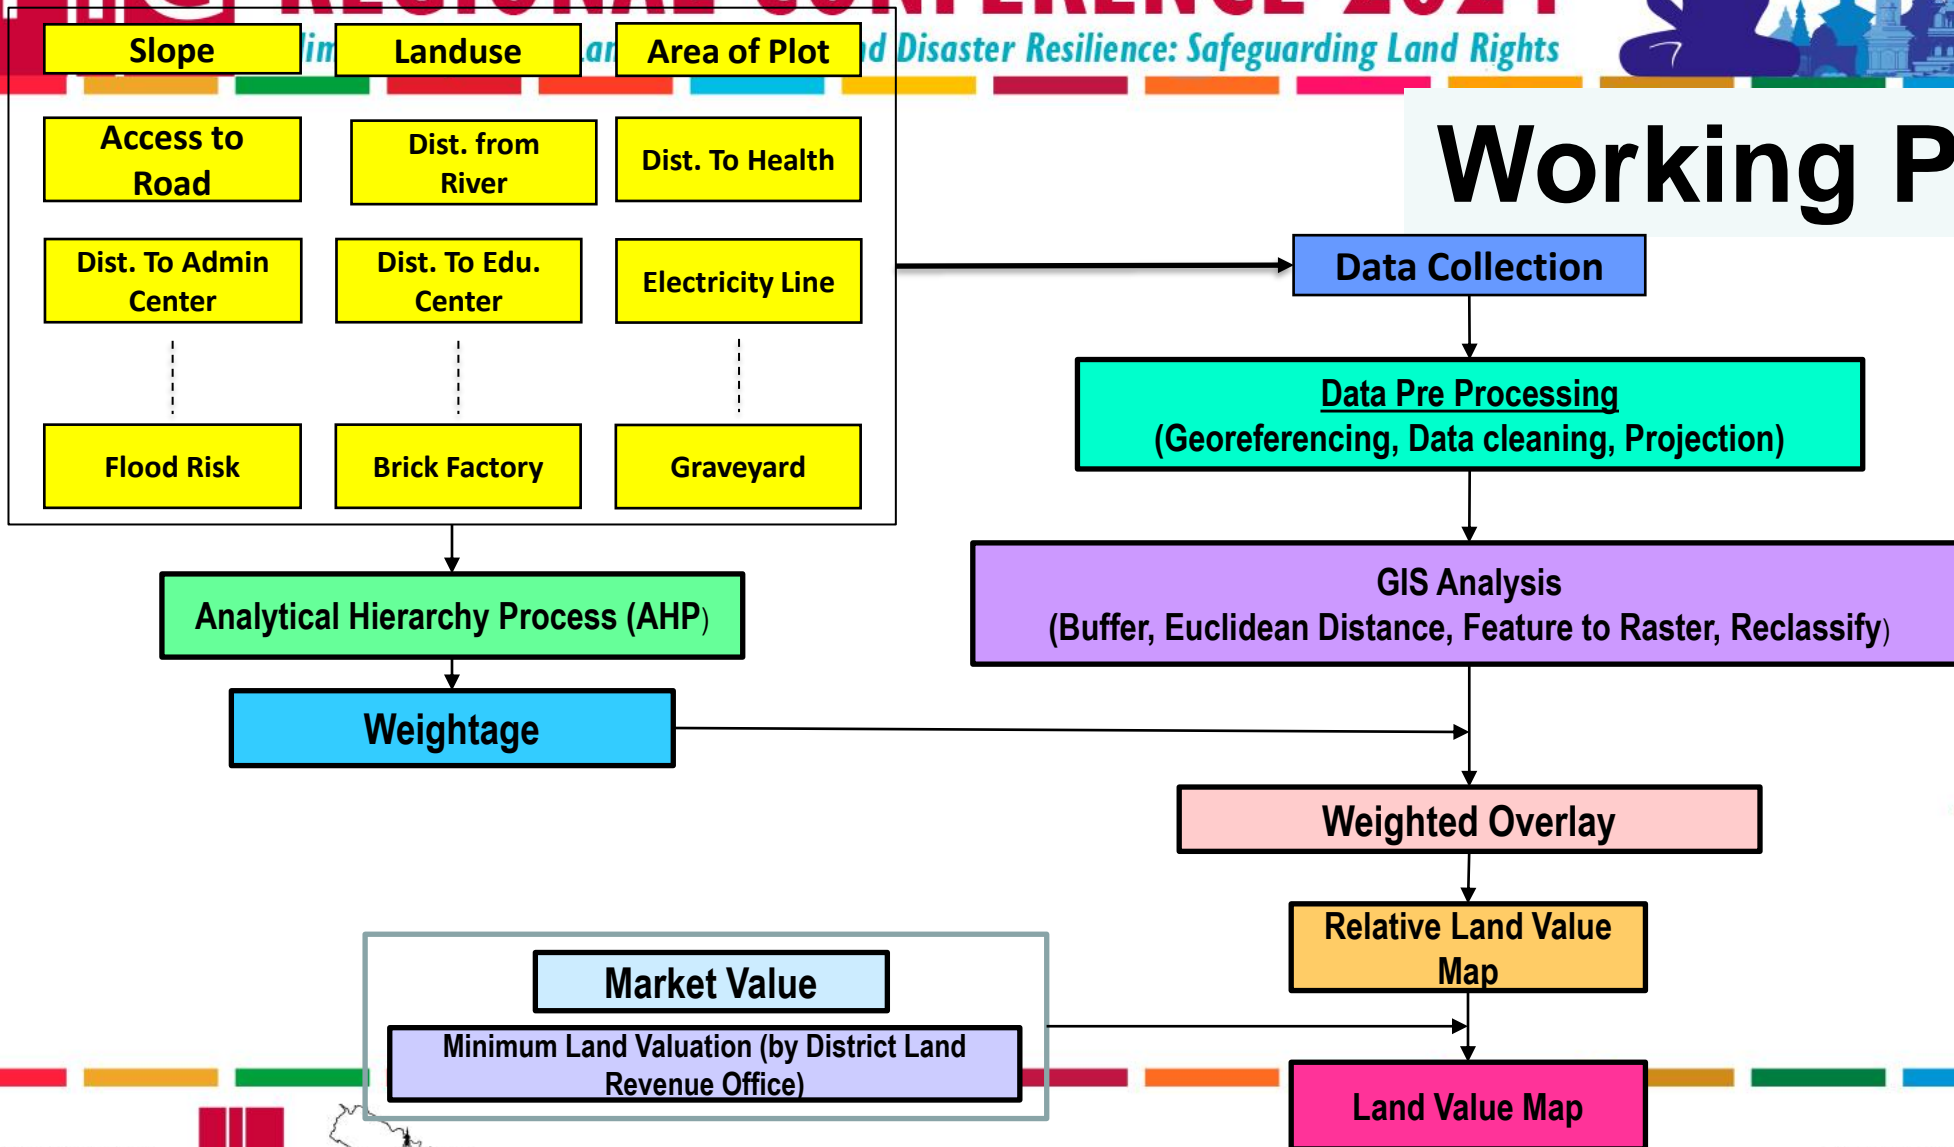 REGIONAL CONFERENCE 2024
Disaster Resilience: Safeguarding Land Rights
Slope
Landuse
Area of Plot
Access to
Road
Dist. from
River
Dist. To Health
Working P
Dist. To Admin
Center
Dist. To Edu.
Center
Electricity Line
Data Collection
Data Pre Processing
(Georeferencing, Data cleaning, Projection)
Flood Risk
Brick Factory
Graveyard
GIS Analysis
(Buffer, Euclidean Distance, Feature to Raster, Reclassify)
Analytical Hierarchy Process (AHP)
Weightage
Weighted Overlay
Relative Land Value
Map
Market Value
Minimum Land Valuation (by District Land
Revenue Office)
Land Value Map